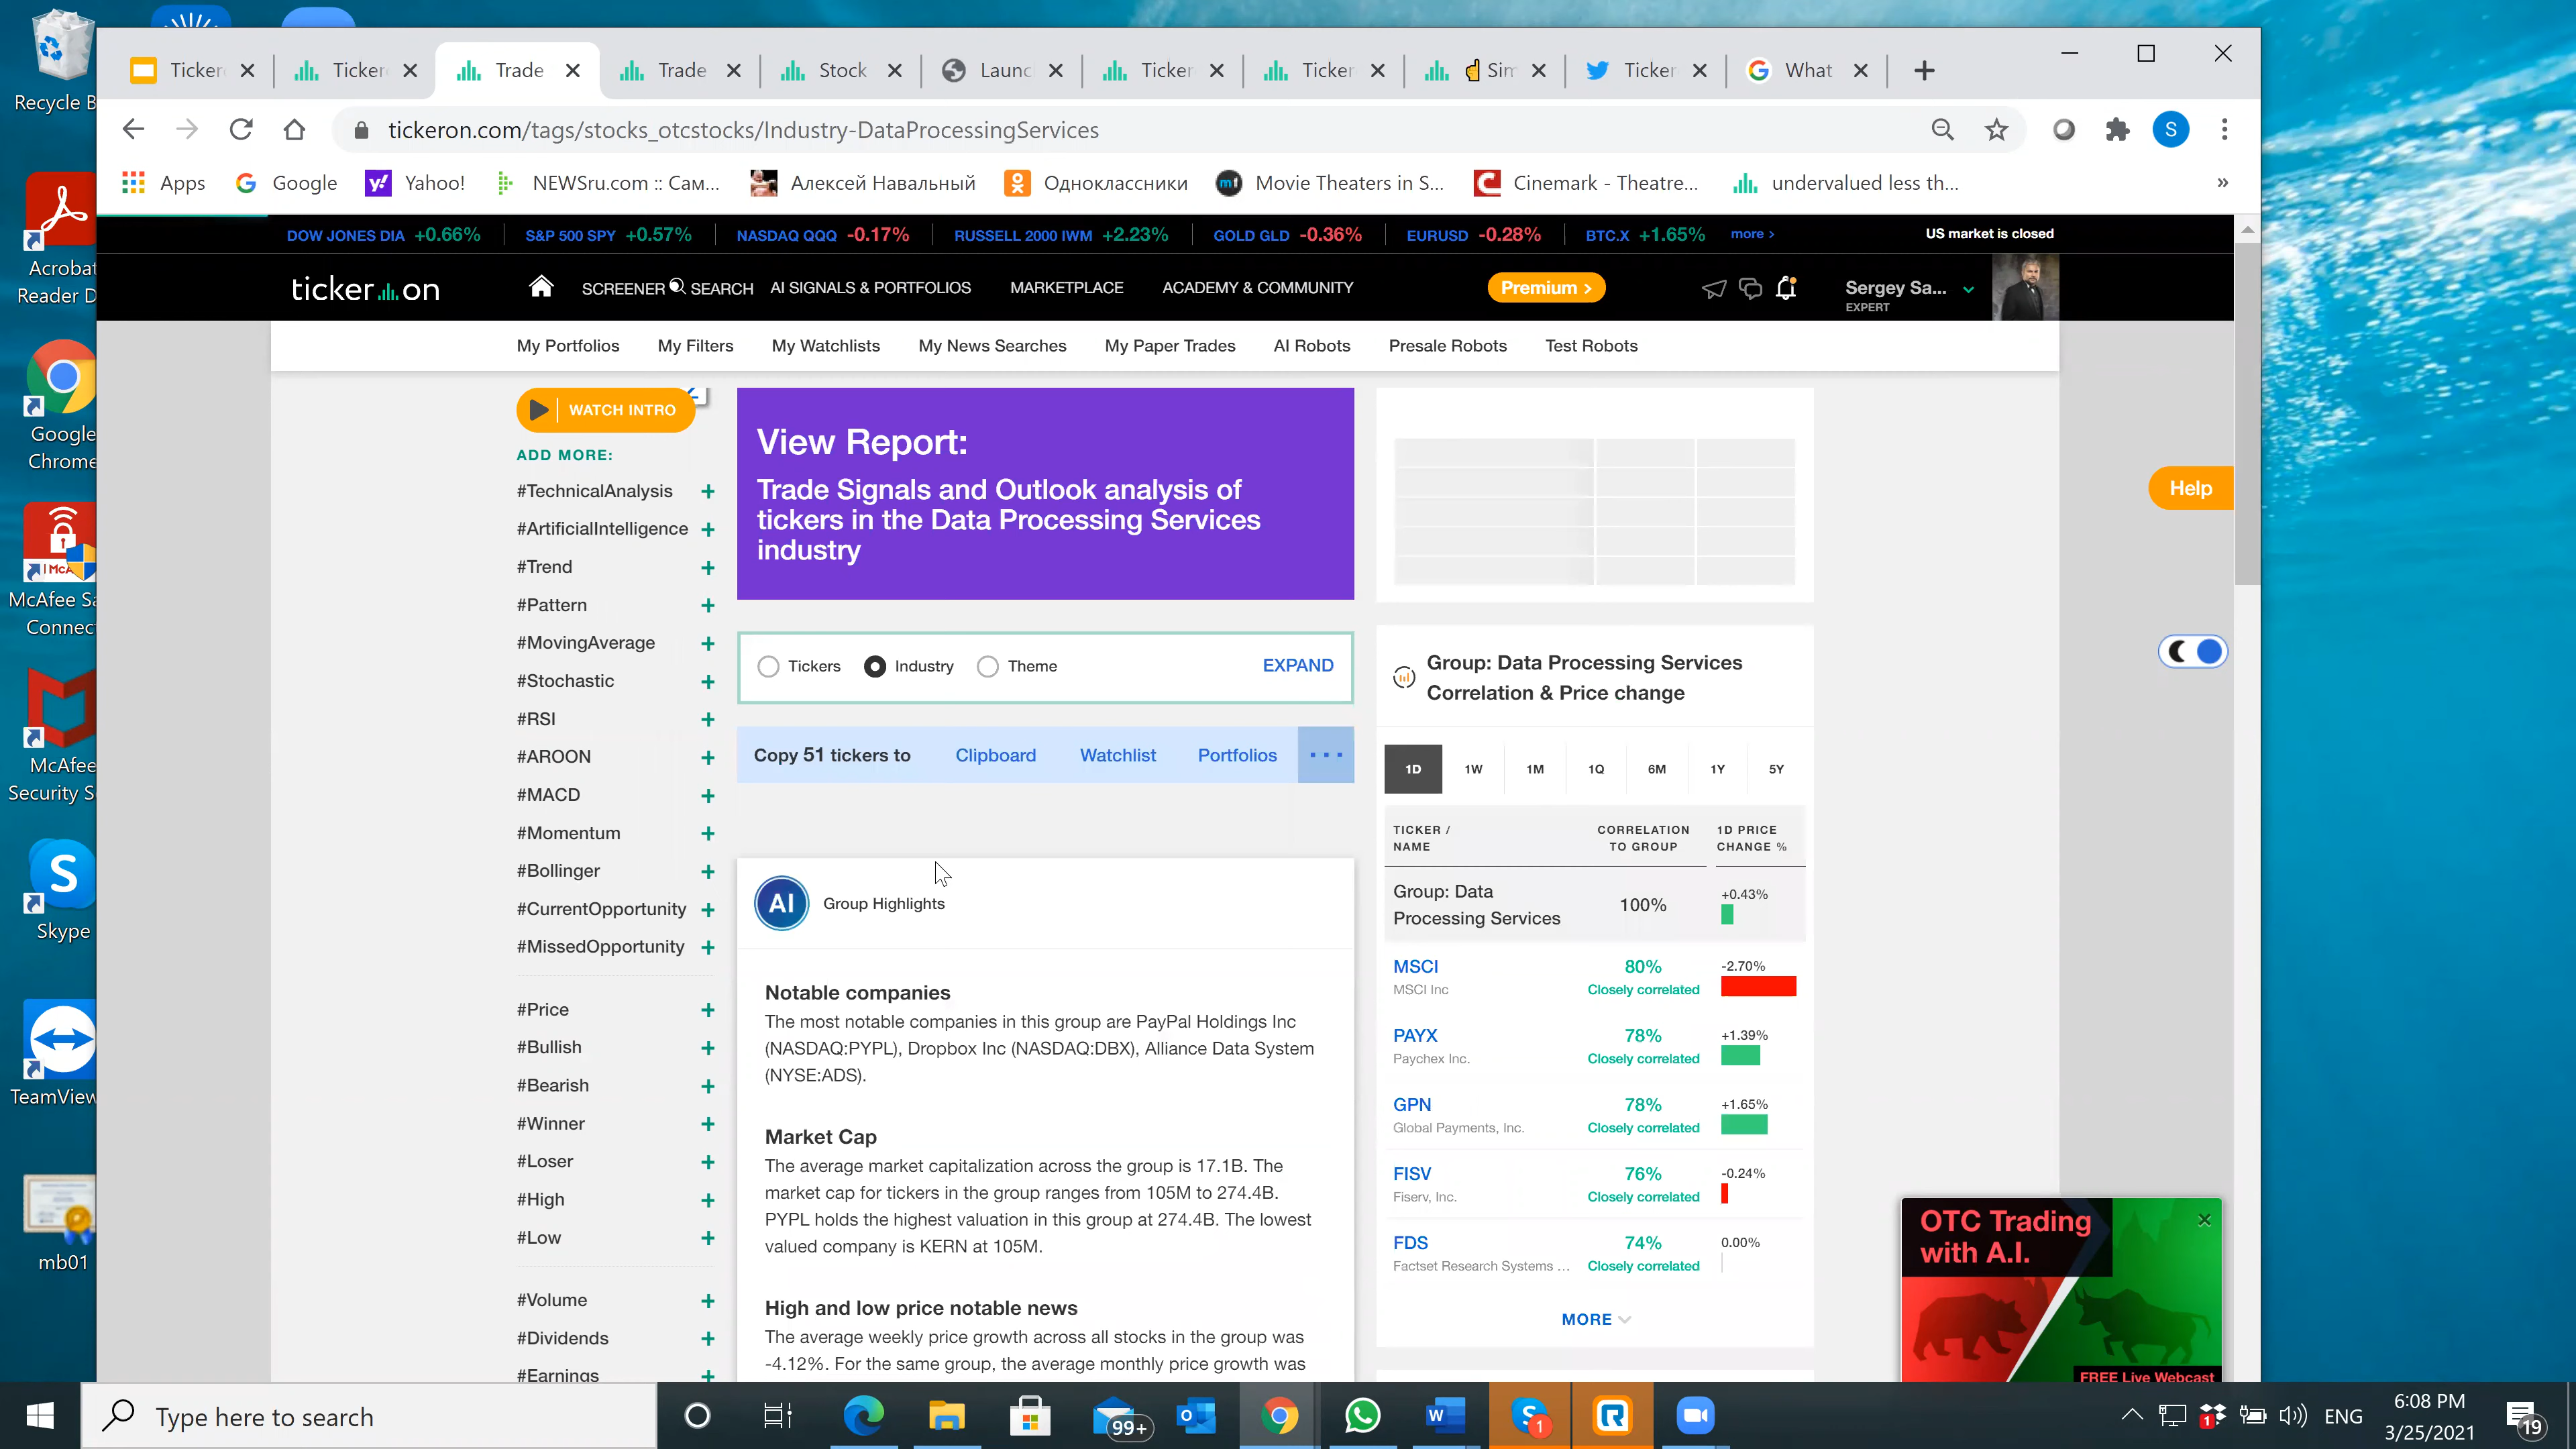 Recycle B
Acrobat
Reader D
Google
Chrome
McAfee Sa
Connect
McAfee
Security S
Skype
TeamView
mb01
Ticker
Ticker
Trade
Trade
Stock
Launc
Ticker
Ticker
Sim
Ticker
What
tickeron.com/tags/stocks_otcstocks/Industry-DataProcessingServices
S
Apps
Google
Yahoo!
NEWSru.com :: Сам...
Алексей Навальный
Одноклассники
Movie Theaters in S...
Cinemark - Theatre...
undervalued less th...
»
DOW JONES DIA +0.66%
S&P 500 SPY +0.57%
NASDAQ QQQ -0.17%
RUSSELL 2000 IWM +2.23%
GOLD GLD -0.36%
EURUSD -0.28%
BTC.X +1.65%
more >
US market is closed
tickeron
SCREENER
SEARCH
AI SIGNALS & PORTFOLIOS
MARKETPLACE
ACADEMY & COMMUNITY
Premium >
Sergey Sa...
EXPERT
My Portfolios
My Filters
My Watchlists
My News Searches
My Paper Trades
AI Robots
Presale Robots
Test Robots
WATCH INTRO
ADD MORE:
#TechnicalAnalysis +
#ArtificialIntelligence +
#Trend +
#Pattern +
#MovingAverage +
#Stochastic +
#RSI +
#AROON +
#MACD +
#Momentum +
#Bollinger +
#CurrentOpportunity +
#MissedOpportunity +
#Price +
#Bullish +
#Bearish +
#Winner +
#Loser +
#High +
#Low +
#Volume +
#Dividends +
#Earnings +
View Report:
Trade Signals and Outlook analysis of
tickers in the Data Processing Services
industry
Tickers
Industry
Theme
EXPAND
Copy 51 tickers to
Clipboard
Watchlist
Portfolios
...
AI
Group Highlights
Notable companies
The most notable companies in this group are PayPal Holdings Inc
(NASDAQ:PYPL), Dropbox Inc (NASDAQ:DBX), Alliance Data System
(NYSE:ADS).
Market Cap
The average market capitalization across the group is 17.1B. The
market cap for tickers in the group ranges from 105M to 274.4B.
PYPL holds the highest valuation in this group at 274.4B. The lowest
valued company is KERN at 105M.
High and low price notable news
The average weekly price growth across all stocks in the group was
-4.12%. For the same group, the average monthly price growth was
Group: Data Processing Services
Correlation & Price change
1D
1W
1M
1Q
6M
1Y
5Y
TICKER /
NAME
CORRELATION
TO GROUP
1D PRICE
CHANGE %
Group: Data
Processing Services
100%
+0.43%
MSCI 80% -2.70%
MSCI Inc Closely correlated
PAYX 78% +1.39%
Paychex Inc. Closely correlated
GPN 78% +1.65%
Global Payments, Inc. Closely correlated
FISV 76% -0.24%
Fiserv, Inc. Closely correlated
FDS 74% 0.00%
Factset Research Systems ... Closely correlated
MORE
Help
OTC Trading
with A.I.
FREE Live Webcast
Type here to search
99+
1
1
ENG
6:08 PM
3/25/2021
19